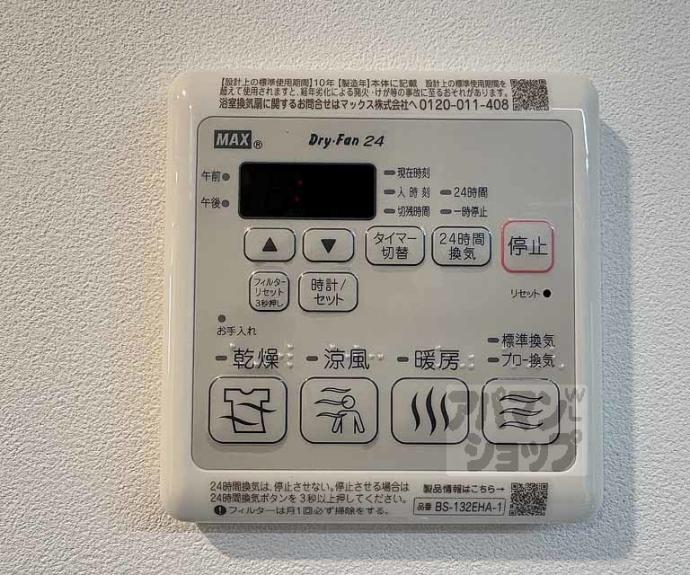 【設計上の標準使用期間】10年 【製造年】本体に記載 設計上の標準使用期間を
超えて使用されますと、経年劣化による発火・けが等の事故に至るおそれがあります。
浴室換気扇に関するお問合せはマックス株式会社へ 0120-011-408
MAX® Dry・Fan 24
午前
午後
現在時刻
入時刻 24時間
切残時間 一時停止
▲ ▼ タイマー切替 24時間換気 停止
フィルターリセット3秒押し 時計/セット
リセット
お手入れ
乾燥 涼風 暖房 標準換気
ブロー換気
アパマンショップ
24時間換気は、停止させない。停止させる場合は
24時間換気ボタンを3秒以上押してください。
フィルターは月1回必ず掃除をする。
製品情報はこちら→
品番 BS-132EHA-1